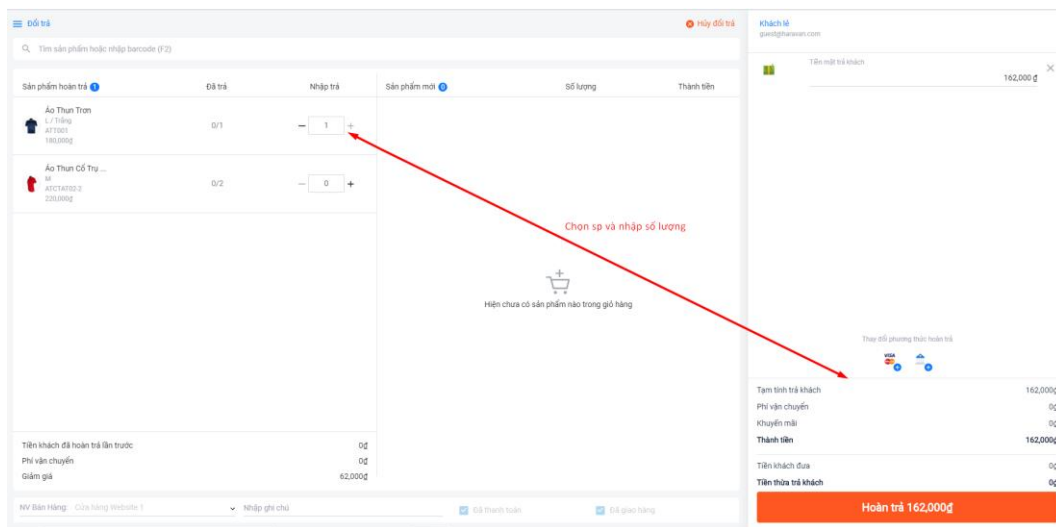 Đổi trả
Hủy đổi trả
Tìm sản phẩm hoặc nhập barcode (F2)
Sản phẩm hoàn trả 1
Đã trả
Nhập trả
Áo Thun Trơn
L / Trắng
ATT001
180,000₫
0/1
− 1 +
Áo Thun Cổ Trụ ...
M
ATCTAT02-2
220,000₫
0/2
− 0 +
Sản phẩm mới 0
Số lượng
Thành tiền
Chọn sp và nhập số lượng
Hiện chưa có sản phẩm nào trong giỏ hàng
Tiền khách đã hoàn trả lần trước 0₫
Phí vận chuyển 0₫
Giảm giá 62,000₫
NV Bán Hàng: Cửa hàng Website 1
Nhập ghi chú
Đã thanh toán
Đã giao hàng
Khách lẻ
guest@haravan.com
Tiền mặt trả khách
162,000 ₫
Thay đổi phương thức hoàn trả
VISA
Tạm tính trả khách 162,000₫
Phí vận chuyển 0₫
Khuyến mãi 0₫
Thành tiền 162,000₫
Tiền khách đưa 0₫
Tiền thừa trả khách 0₫
Hoàn trả 162,000₫